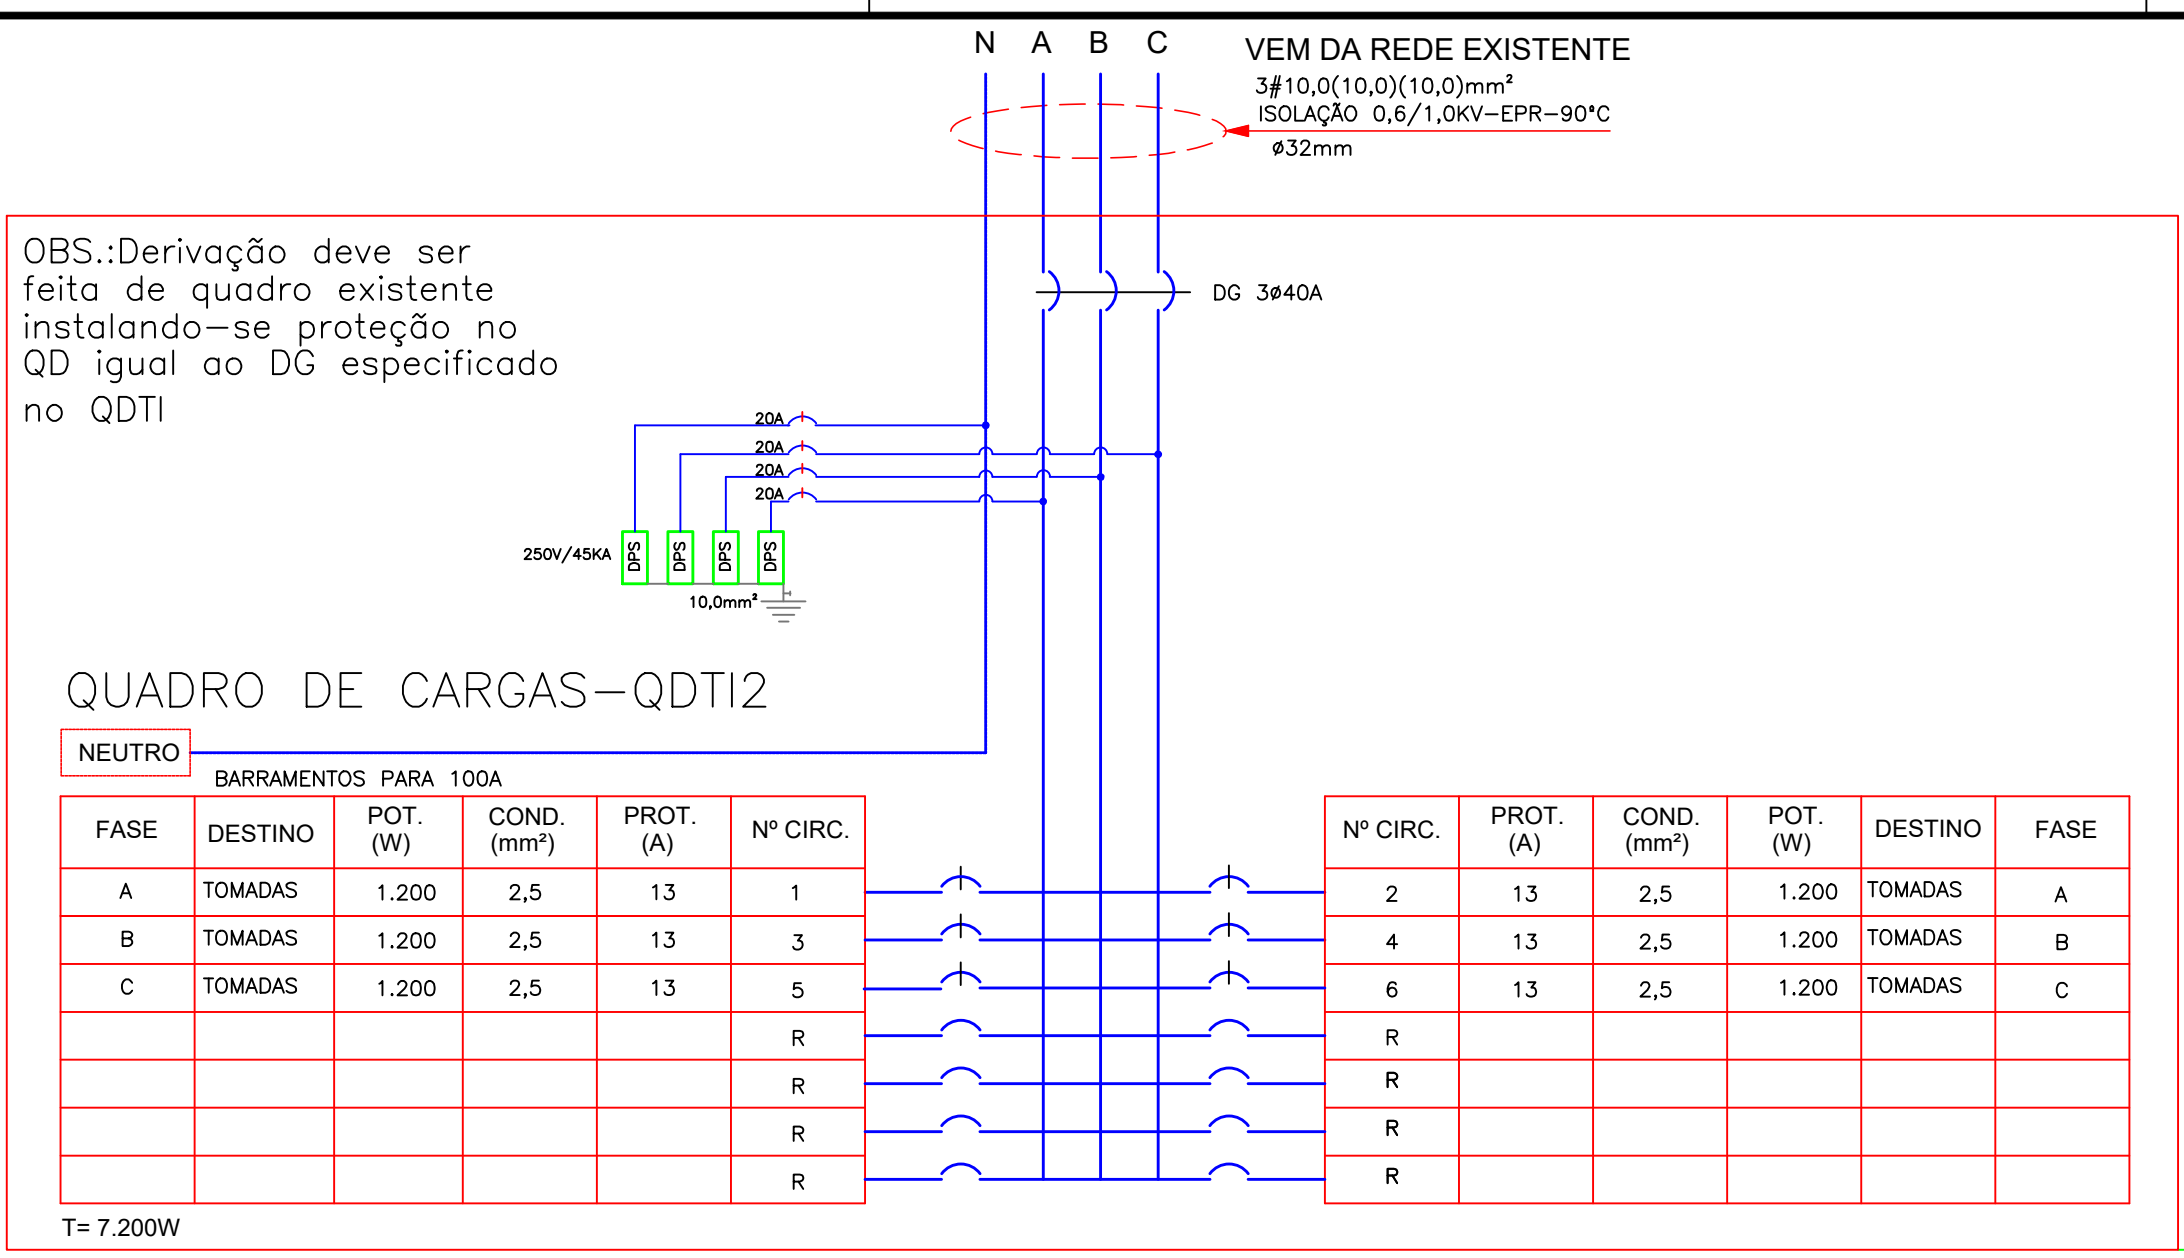 N A B C
VEM DA REDE EXISTENTE
3#10,0(10,0)(10,0)mm²
ISOLAÇÃO 0,6/1,0KV-EPR-90°C
ø32mm
OBS.:Derivação deve ser
feita de quadro existente
instalando-se proteção no
QD igual ao DG especificado
no QDTI
DG 3ø40A
20A
20A
20A
20A
250V/45KA
DPS DPS DPS DPS
10,0mm²
QUADRO DE CARGAS-QDTI2
NEUTRO
BARRAMENTOS PARA 100A
FASE DESTINO POT. (W) COND. (mm²) PROT. (A) Nº CIRC.
A TOMADAS 1.200 2,5 13 1
B TOMADAS 1.200 2,5 13 3
C TOMADAS 1.200 2,5 13 5
R
R
R
R
Nº CIRC. PROT. (A) COND. (mm²) POT. (W) DESTINO FASE
2 13 2,5 1.200 TOMADAS A
4 13 2,5 1.200 TOMADAS B
6 13 2,5 1.200 TOMADAS C
R
R
R
R
T= 7.200W